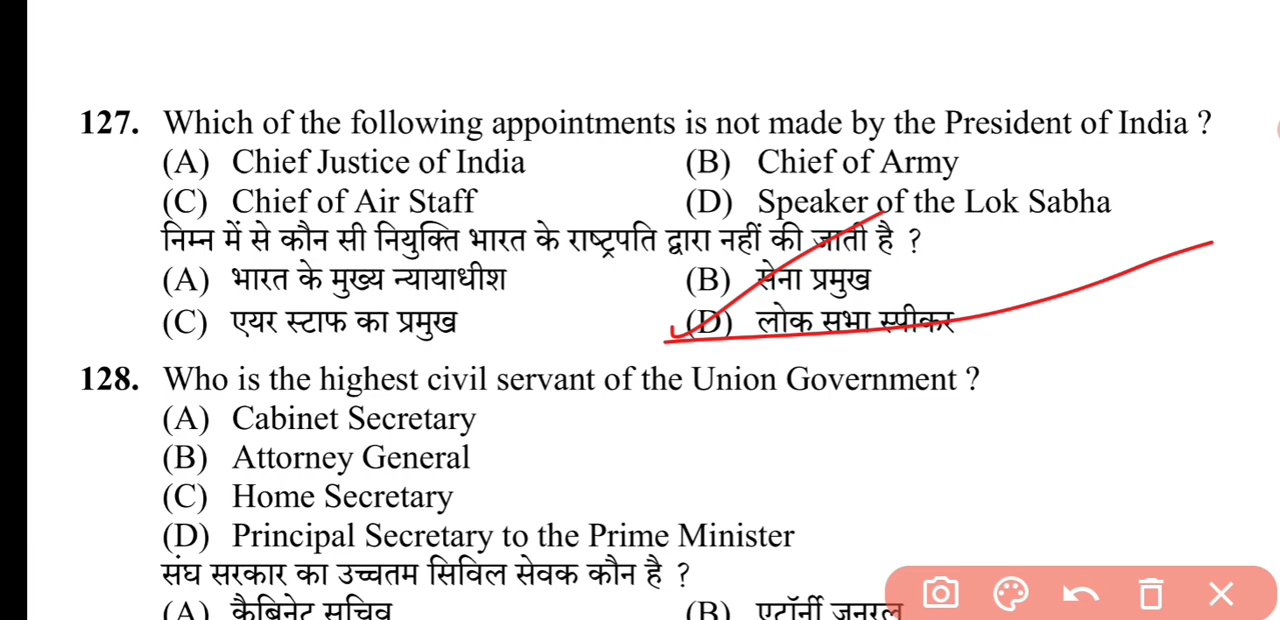 127. Which of the following appointments is not made by the President of India ?
(A) Chief Justice of India (B) Chief of Army
(C) Chief of Air Staff (D) Speaker of the Lok Sabha
निम्न में से कौन सी नियुक्ति भारत के राष्ट्रपति द्वारा नहीं की जाती है ?
(A) भारत के मुख्य न्यायाधीश (B) सेना प्रमुख
(C) एयर स्टाफ का प्रमुख (D) लोक सभा स्पीकर
128. Who is the highest civil servant of the Union Government ?
(A) Cabinet Secretary
(B) Attorney General
(C) Home Secretary
(D) Principal Secretary to the Prime Minister
संघ सरकार का उच्चतम सिविल सेवक कौन है ?
(A) कैबिनेट सचिव (B) एटॉर्नी जनरल